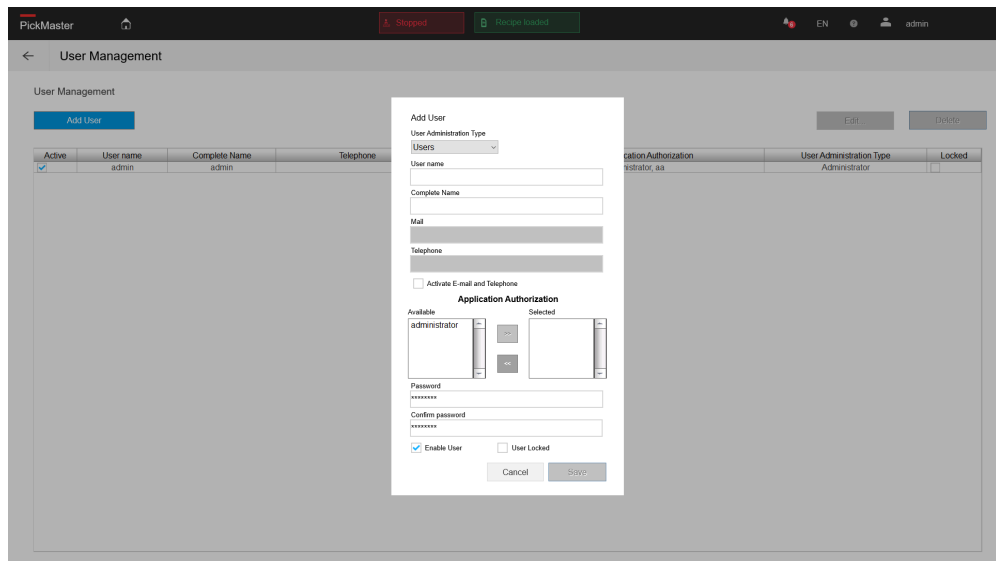 PickMaster
Stopped
Recipe loaded
EN
admin
User Management
User Management
Add User
Edit
Delete
Active User name Complete Name Telephone cation Authorization User Administration Type Locked
admin admin nistrator, aa Administrator
Add User
User Administration Type
Users
User name
Complete Name
Mail
Telephone
Activate E-mail and Telephone
Application Authorization
Available Selected
administrator
>>
<<
Password
********
Confirm password
********
Enable User User Locked
Cancel Save